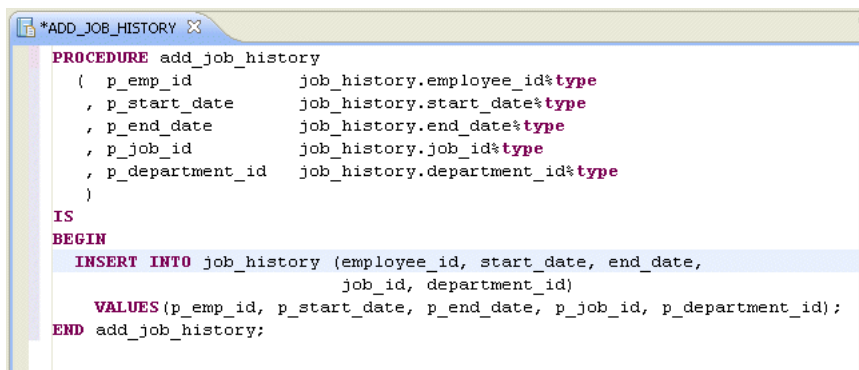 *ADD_JOB_HISTORY
PROCEDURE add_job_history
( p_emp_id job_history.employee_id%type
, p_start_date job_history.start_date%type
, p_end_date job_history.end_date%type
, p_job_id job_history.job_id%type
, p_department_id job_history.department_id%type
)
IS
BEGIN
INSERT INTO job_history (employee_id, start_date, end_date,
job_id, department_id)
VALUES(p_emp_id, p_start_date, p_end_date, p_job_id, p_department_id);
END add_job_history;